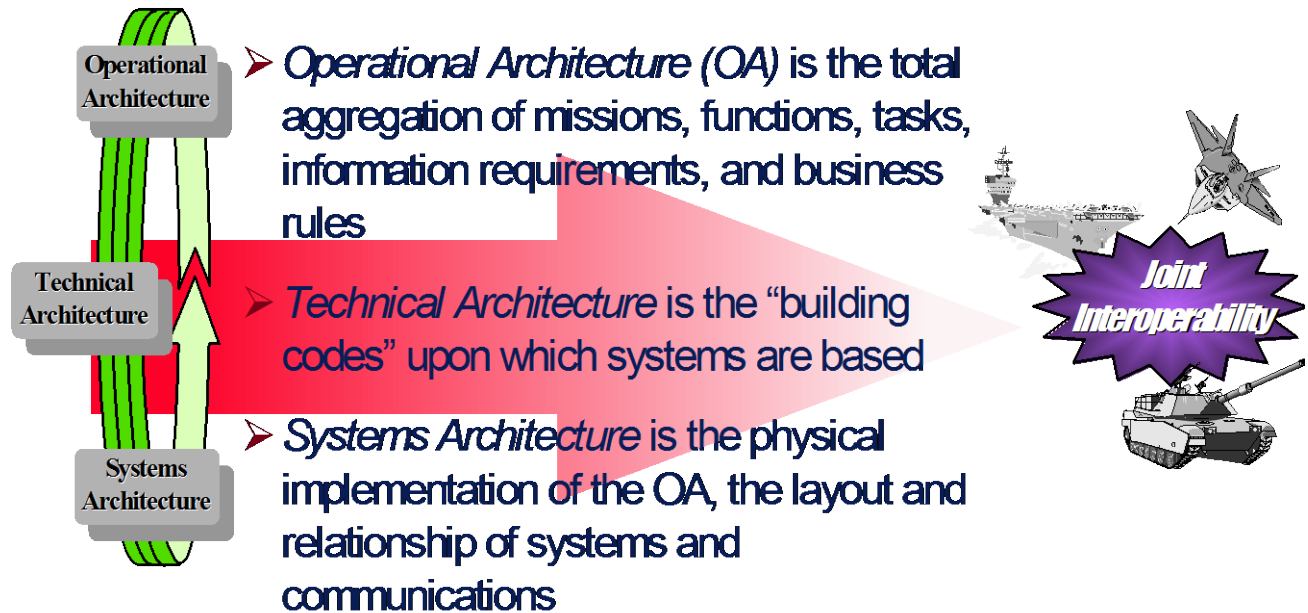 Operational
Architecture
➢ Operational Architecture (OA) is the total
aggregation of missions, functions, tasks,
information requirements, and business
rules
Technical
Architecture
➢ Technical Architecture is the “building
codes” upon which systems are based
Systems
Architecture
➢ Systems Architecture is the physical
implementation of the OA, the layout and
relationship of systems and
communications
Joint
Interoperability